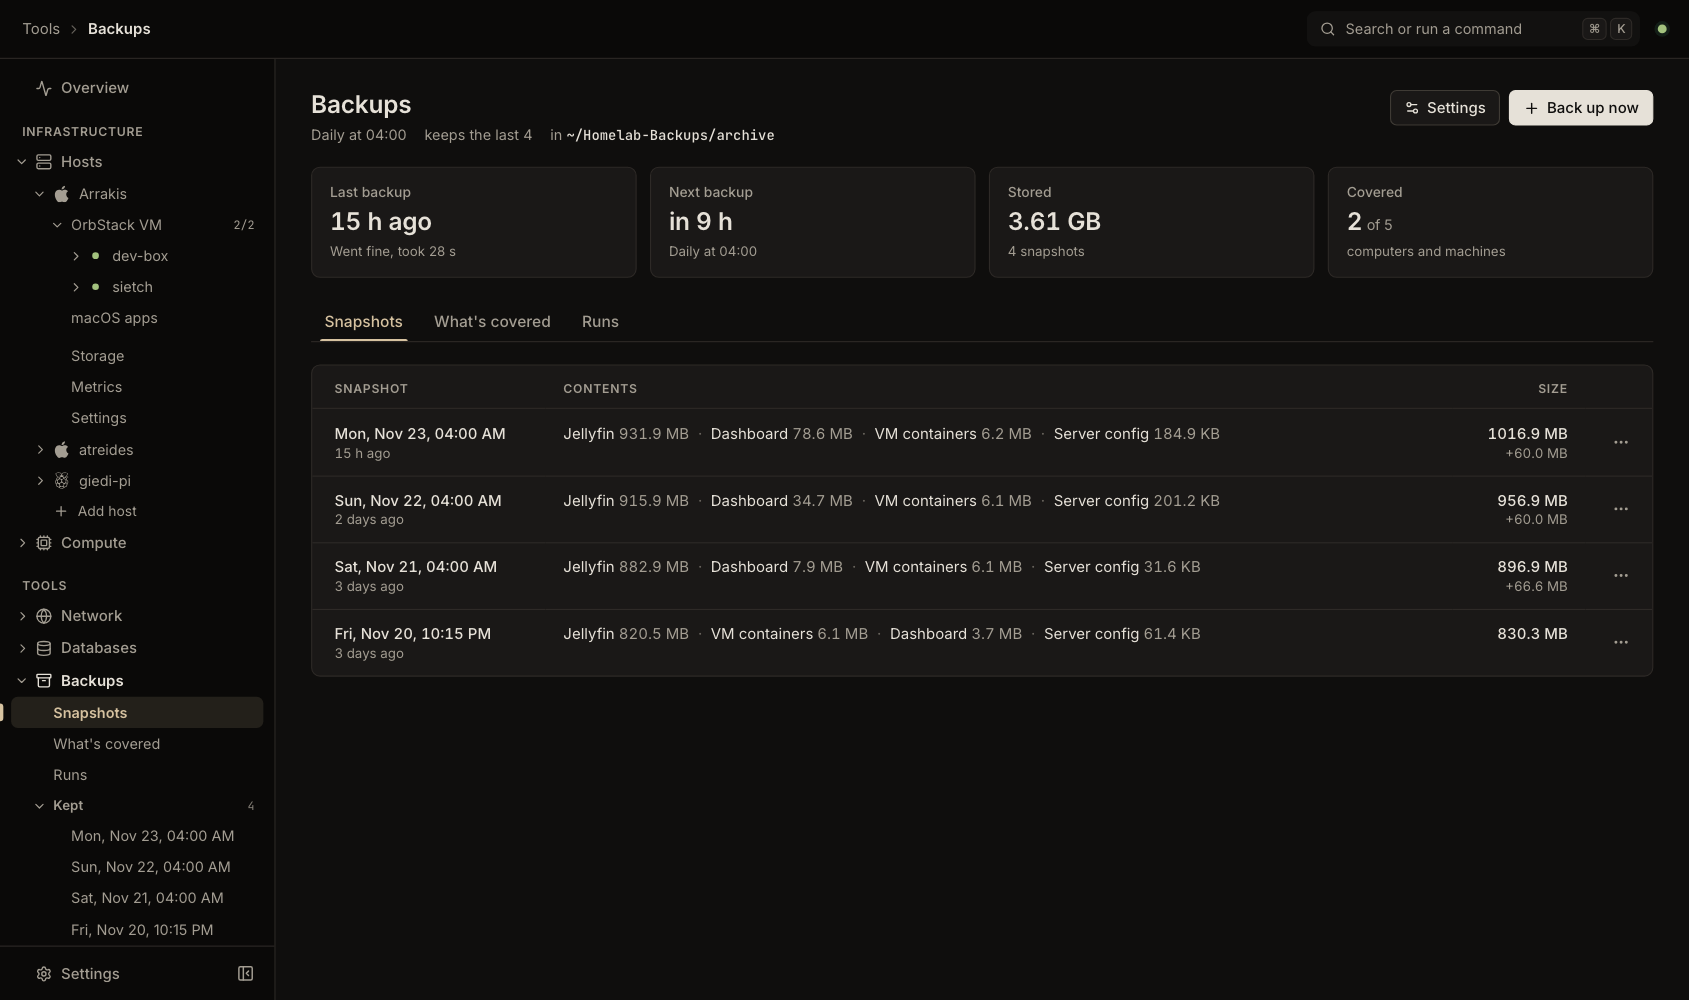 Tools > Backups
Search or run a command ⌘ K
Overview
INFRASTRUCTURE
Hosts
Arrakis
OrbStack VM 2/2
dev-box
sietch
macOS apps
Storage
Metrics
Settings
atreides
giedi-pi
+ Add host
Compute
TOOLS
Network
Databases
Backups
Snapshots
What's covered
Runs
Kept 4
Mon, Nov 23, 04:00 AM
Sun, Nov 22, 04:00 AM
Sat, Nov 21, 04:00 AM
Fri, Nov 20, 10:15 PM
Settings
Backups
Settings
+ Back up now
Daily at 04:00 keeps the last 4 in ~/Homelab-Backups/archive
Last backup
15 h ago
Went fine, took 28 s
Next backup
in 9 h
Daily at 04:00
Stored
3.61 GB
4 snapshots
Covered
2 of 5
computers and machines
Snapshots What's covered Runs
SNAPSHOT CONTENTS SIZE
Mon, Nov 23, 04:00 AM Jellyfin 931.9 MB · Dashboard 78.6 MB · VM containers 6.2 MB · Server config 184.9 KB 1016.9 MB
15 h ago +60.0 MB
Sun, Nov 22, 04:00 AM Jellyfin 915.9 MB · Dashboard 34.7 MB · VM containers 6.1 MB · Server config 201.2 KB 956.9 MB
2 days ago +60.0 MB
Sat, Nov 21, 04:00 AM Jellyfin 882.9 MB · Dashboard 7.9 MB · VM containers 6.1 MB · Server config 31.6 KB 896.9 MB
3 days ago +66.6 MB
Fri, Nov 20, 10:15 PM Jellyfin 820.5 MB · VM containers 6.1 MB · Dashboard 3.7 MB · Server config 61.4 KB 830.3 MB
3 days ago